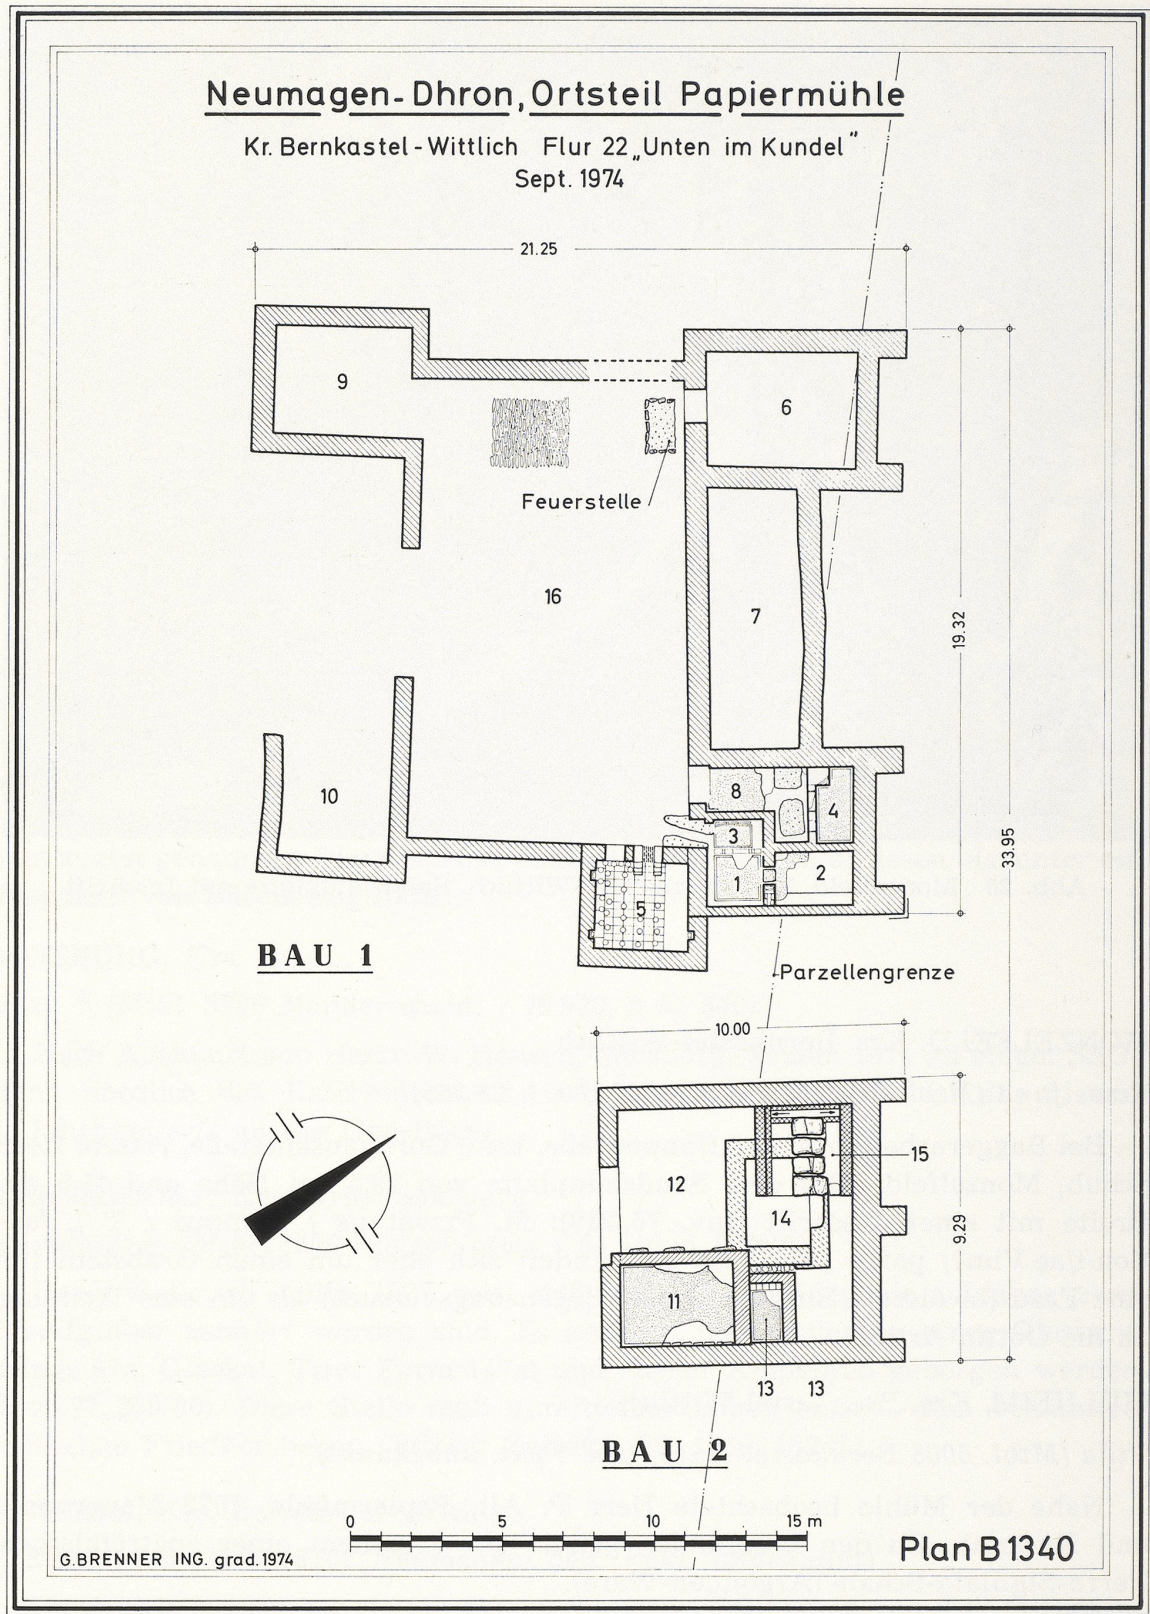 Neumagen-Dhron, Ortsteil Papiermühle
Kr. Bernkastel-Wittlich Flur 22 „Unten im Kundel"
Sept. 1974
21.25
9
6
Feuerstelle
16
7
19.32
10
8
4
3
33.95
1
2
5
BAU 1
Parzellengrenze
10.00
15
12
14
9.29
11
13 13
BAU 2
0 5 10 15 m
G.BRENNER ING. grad.1974
Plan B 1340